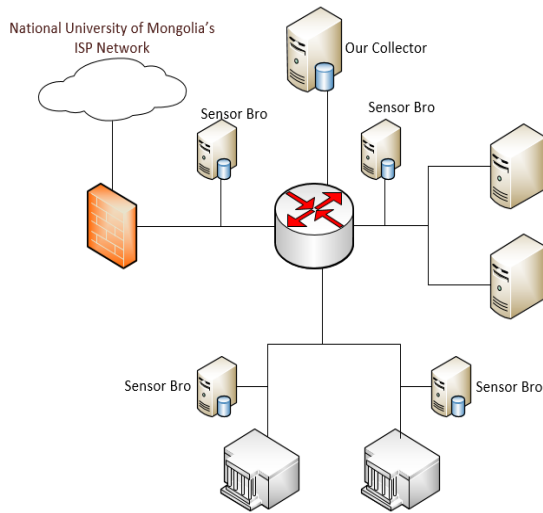 National University of Mongolia's
ISP Network
Our Collector
Sensor Bro
Sensor Bro
Sensor Bro
Sensor Bro